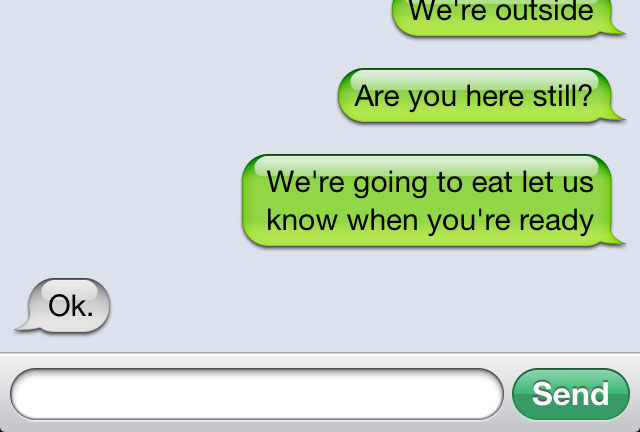 We're outside
Are you here still?
We're going to eat let us
know when you're ready
Ok.
Send